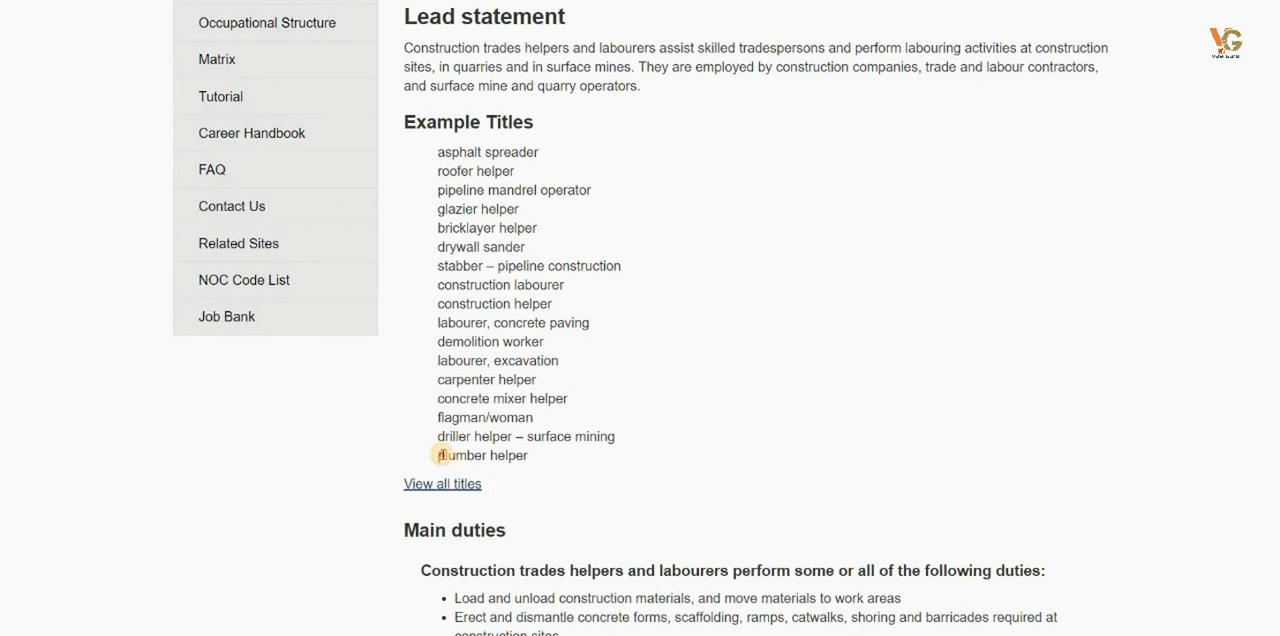 Occupational Structure
Matrix
Tutorial
Career Handbook
FAQ
Contact Us
Related Sites
NOC Code List
Job Bank
Lead statement
Construction trades helpers and labourers assist skilled tradespersons and perform labouring activities at construction
sites, in quarries and in surface mines. They are employed by construction companies, trade and labour contractors,
and surface mine and quarry operators.
Example Titles
asphalt spreader
roofer helper
pipeline mandrel operator
glazier helper
bricklayer helper
drywall sander
stabber – pipeline construction
construction labourer
construction helper
labourer, concrete paving
demolition worker
labourer, excavation
carpenter helper
concrete mixer helper
flagman/woman
driller helper – surface mining
plumber helper
View all titles
Main duties
Construction trades helpers and labourers perform some or all of the following duties:
• Load and unload construction materials, and move materials to work areas
• Erect and dismantle concrete forms, scaffolding, ramps, catwalks, shoring and barricades required at
construction sites
VG